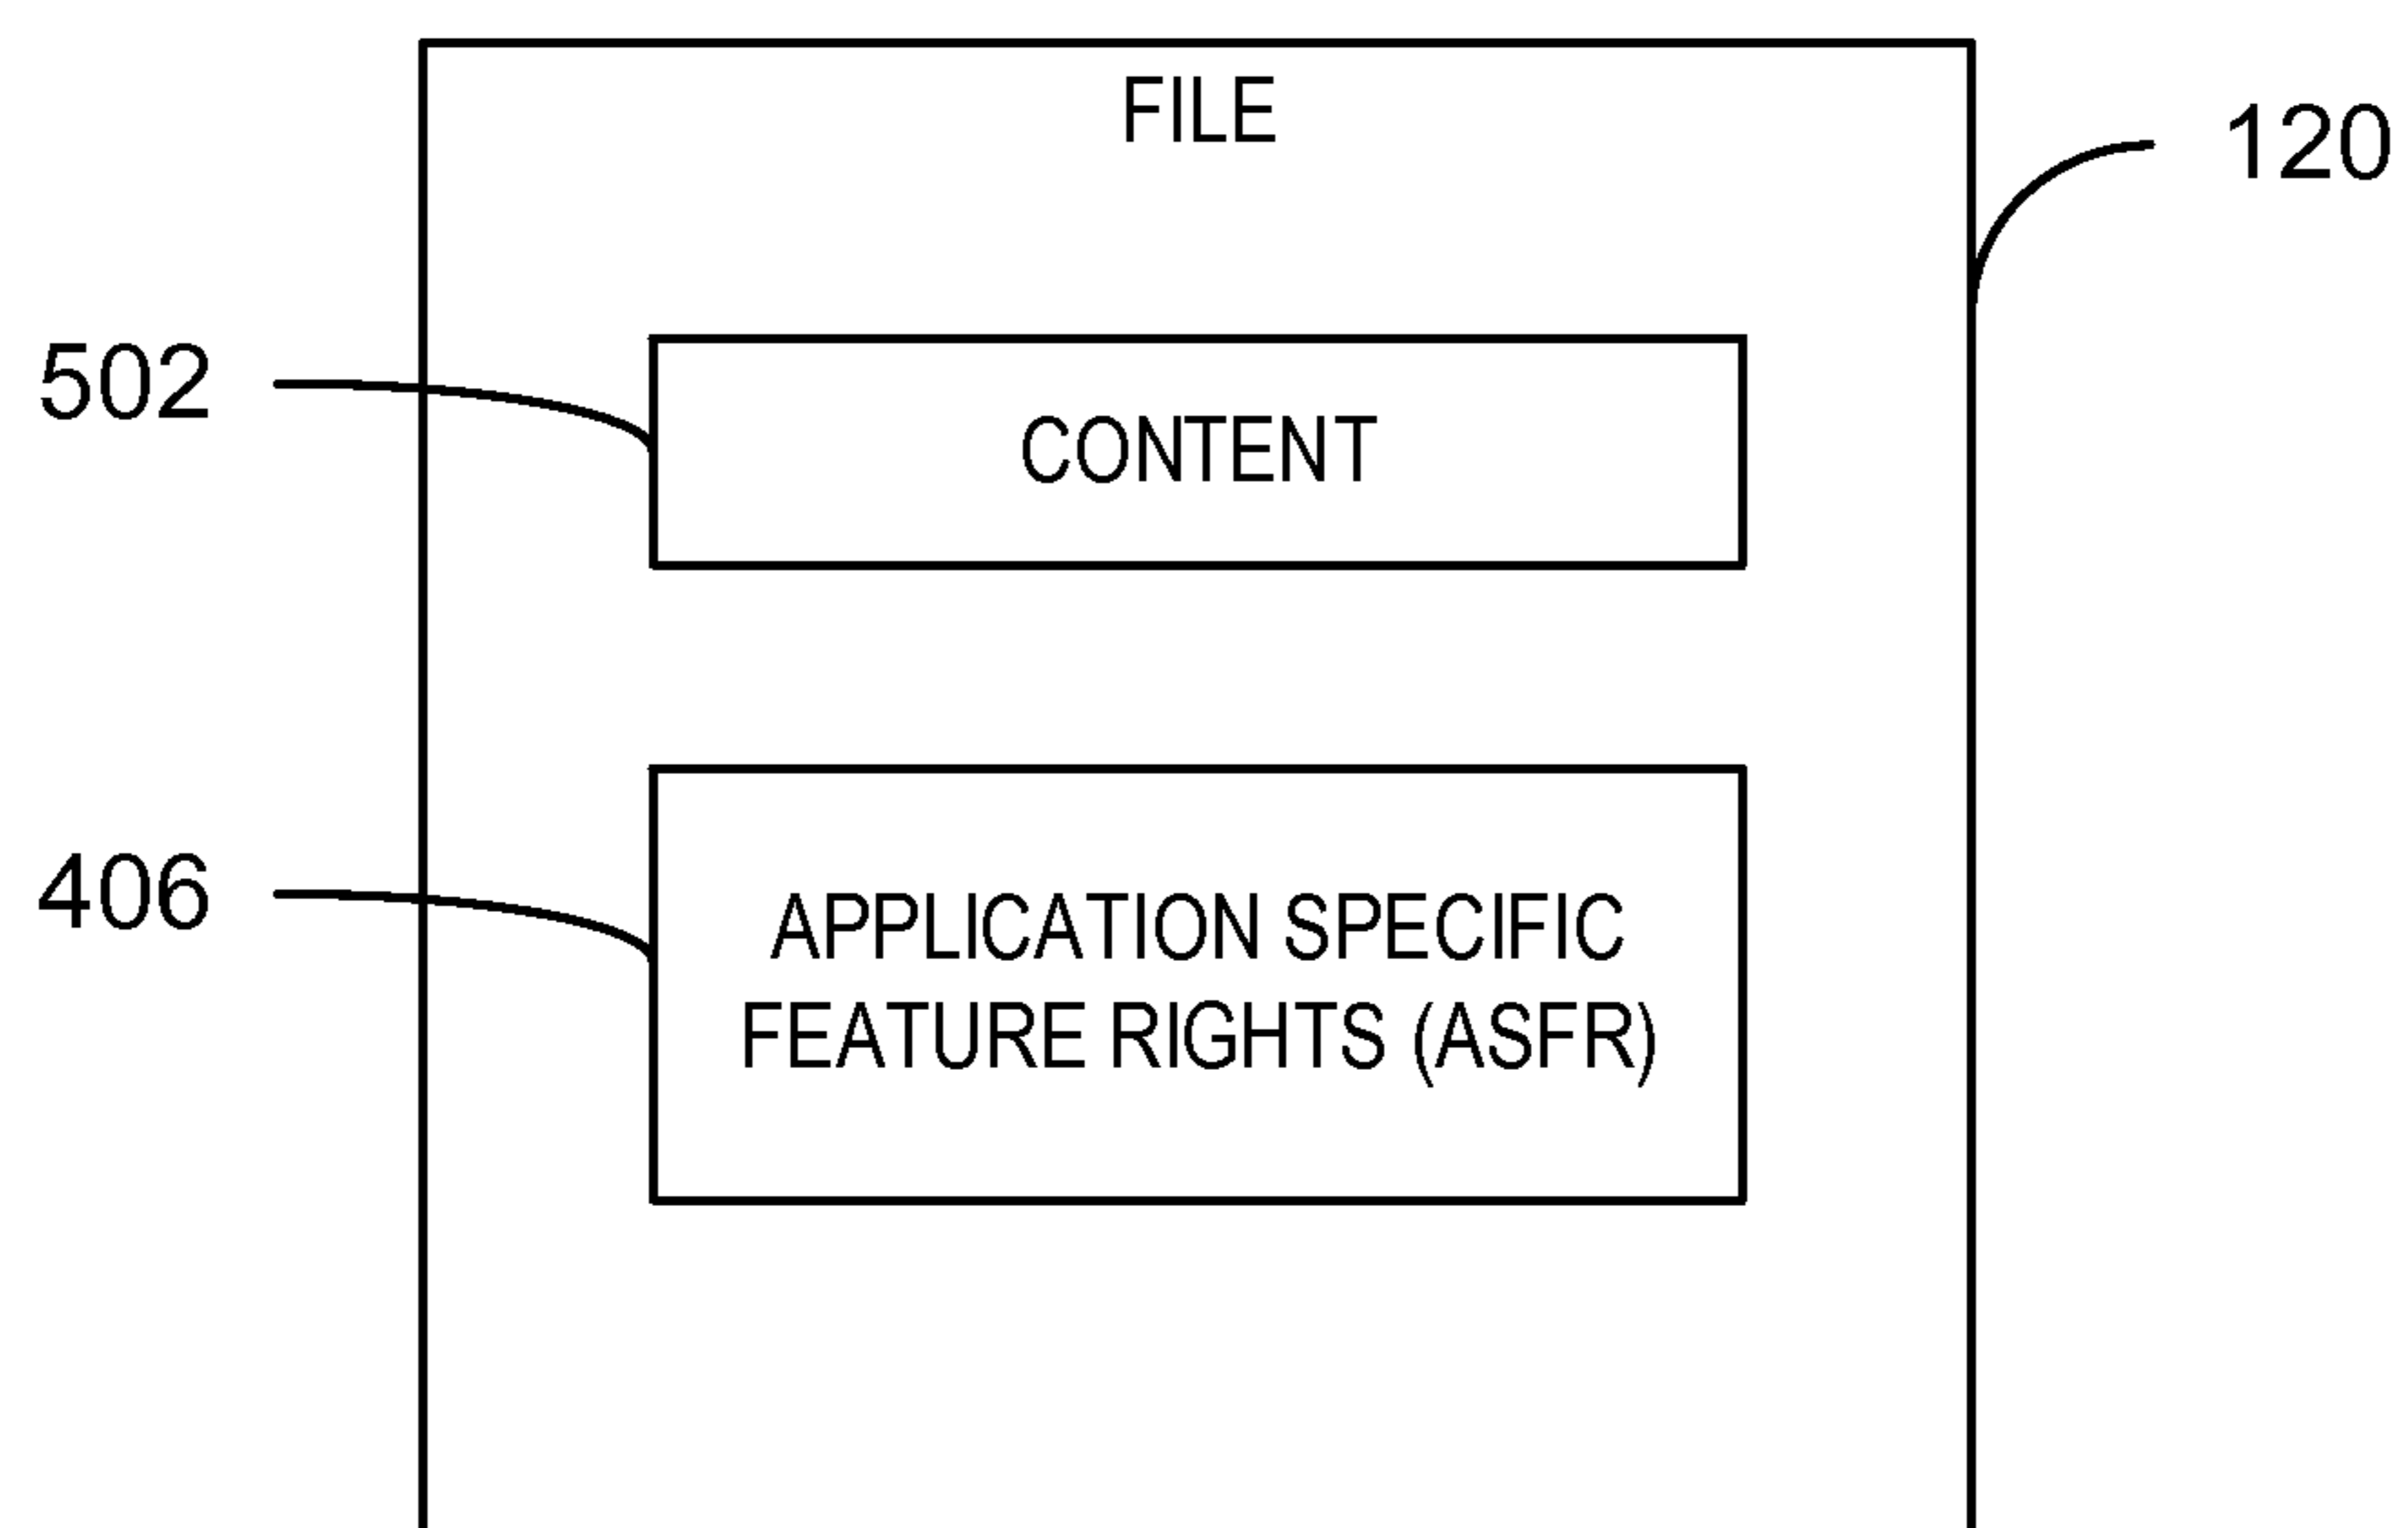 FILE
120
502
CONTENT
406
APPLICATION SPECIFIC
FEATURE RIGHTS (ASFR)